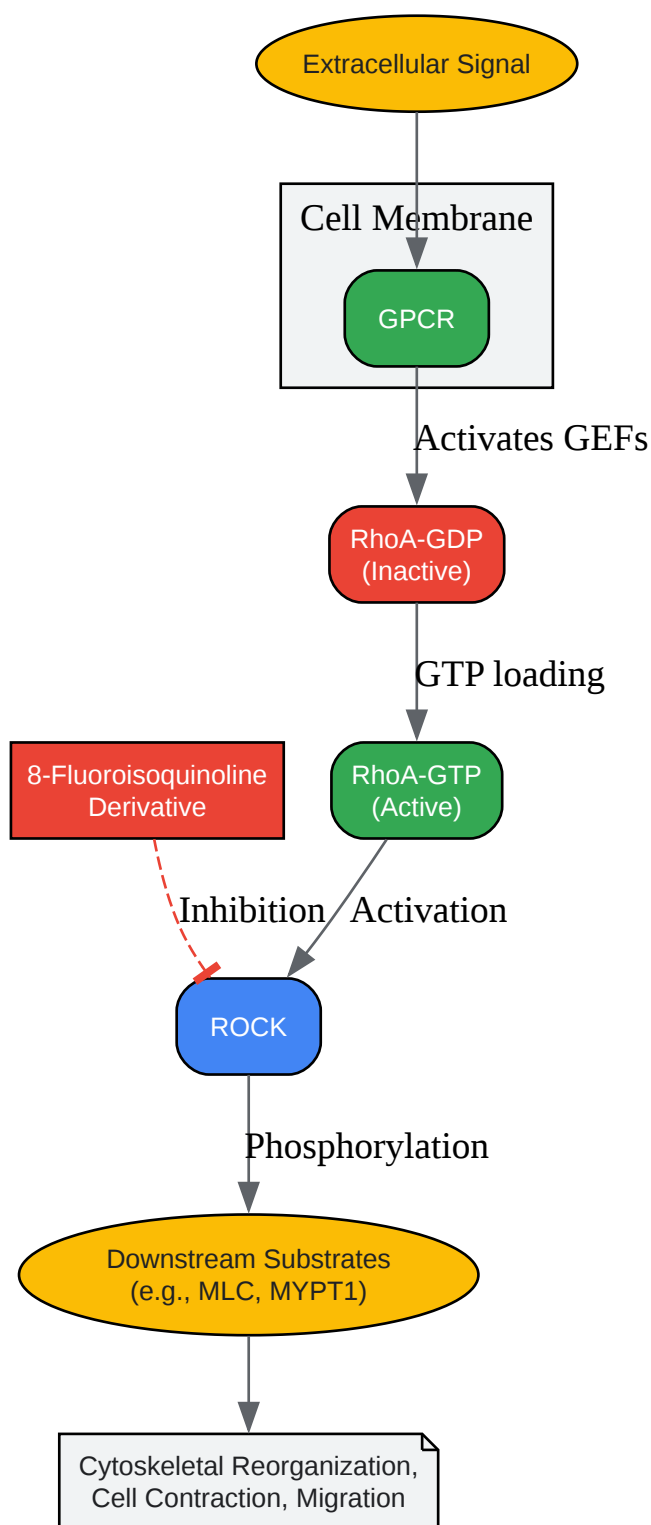 Extracellular Signal
Cell Membrane
GPCR
Activates GEFs
RhoA-GDP
(Inactive)
GTP loading
8-Fluoroisoquinoline
Derivative
RhoA-GTP
(Active)
Inhibition
Activation
ROCK
Phosphorylation
Downstream Substrates
(e.g., MLC, MYPT1)
Cytoskeletal Reorganization,
Cell Contraction, Migration